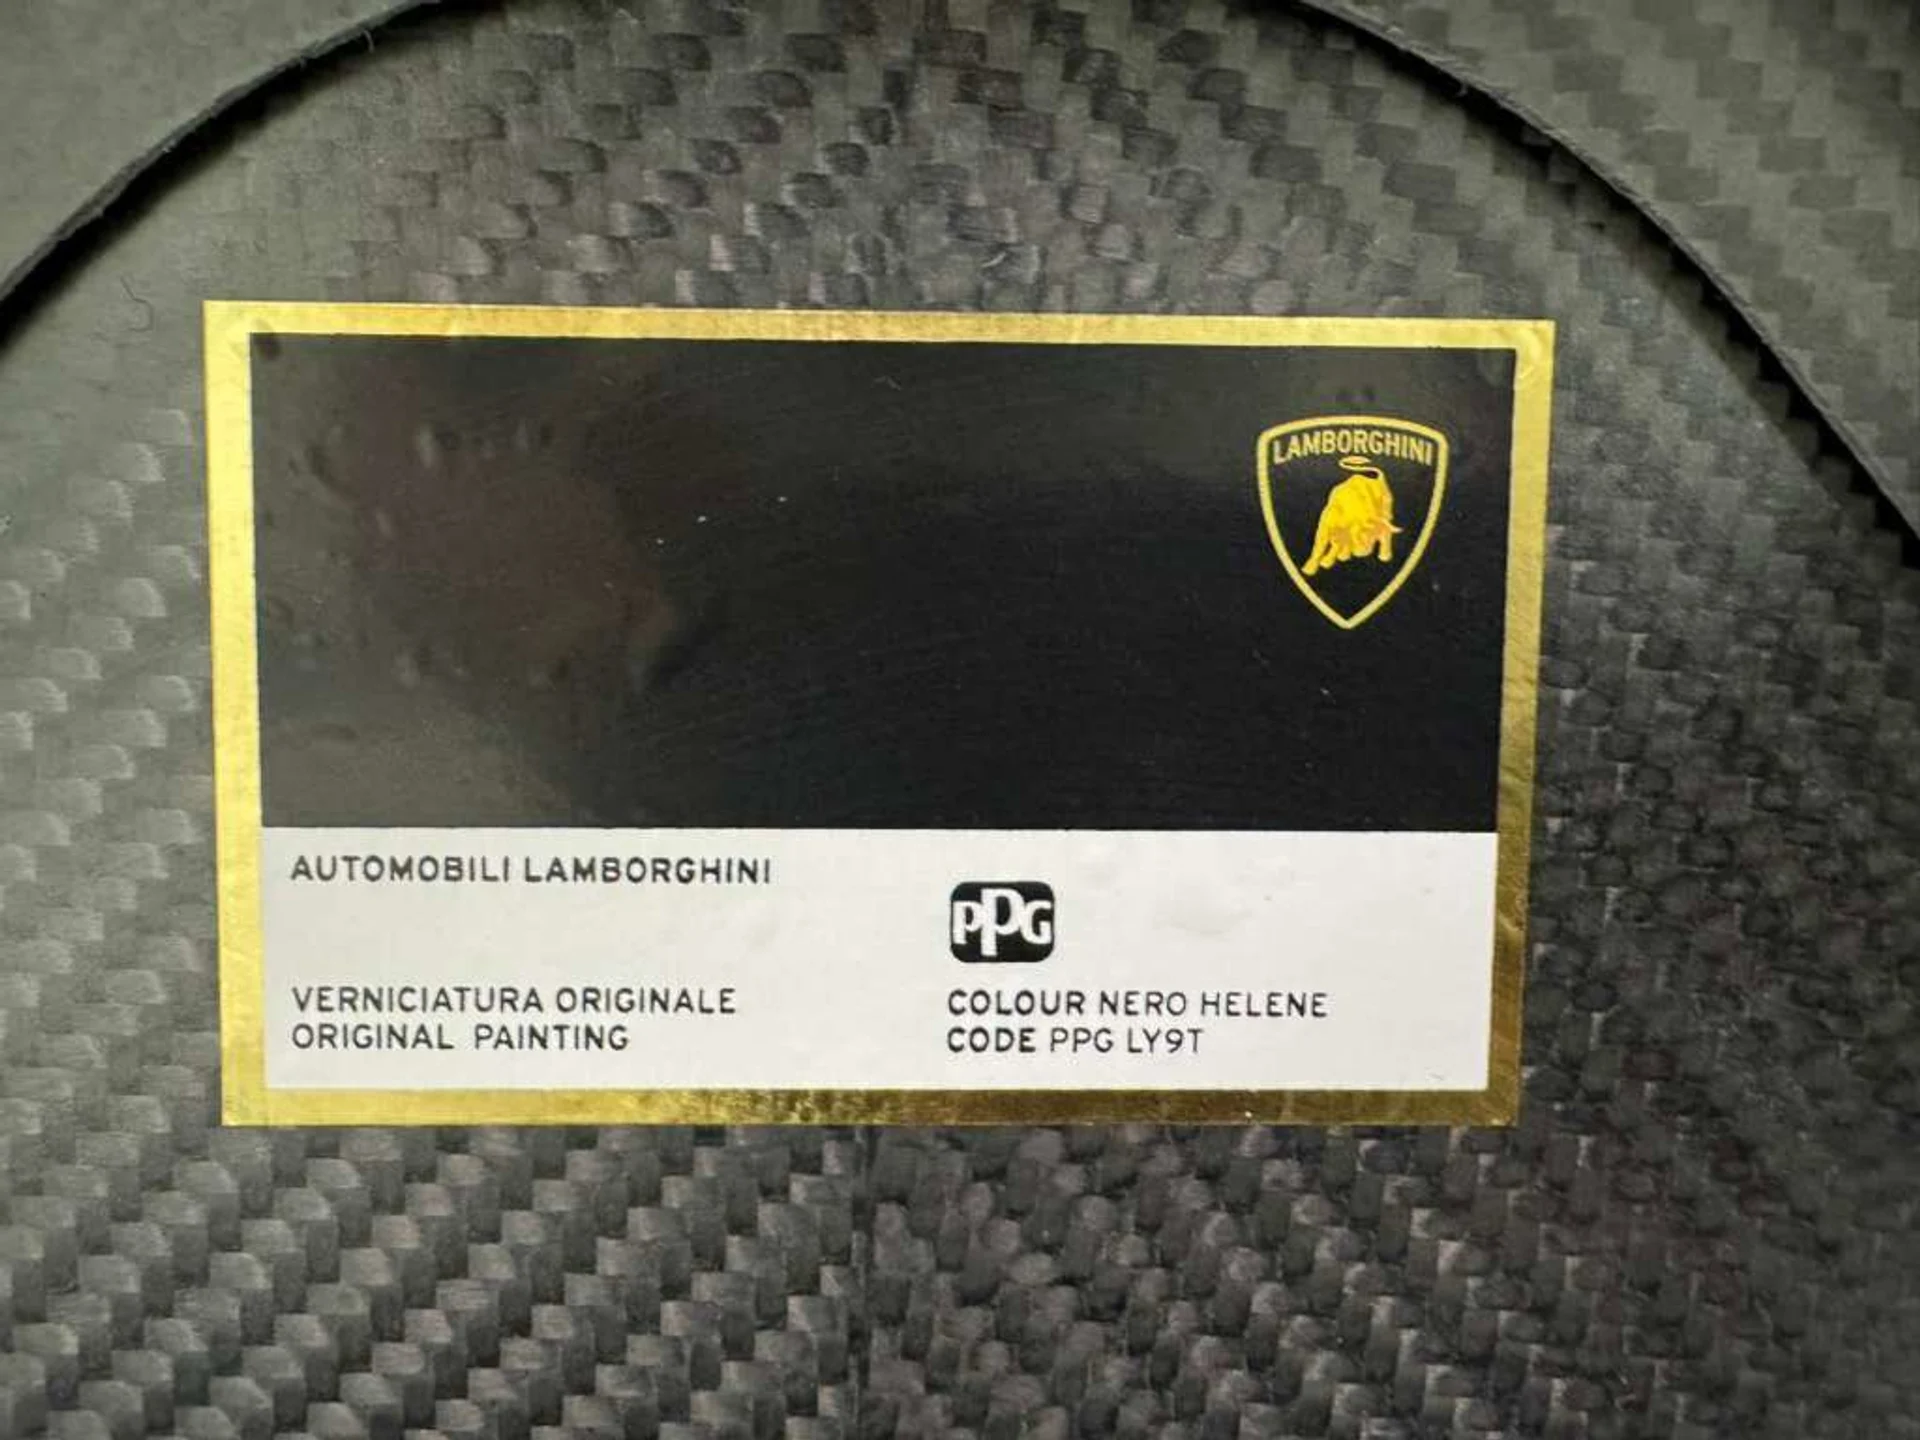 LAMBORGHINI
AUTOMOBILI LAMBORGHINI
PPG
VERNICIATURA ORIGINALE
ORIGINAL PAINTING
COLOUR NERO HELENE
CODE PPG LY9T